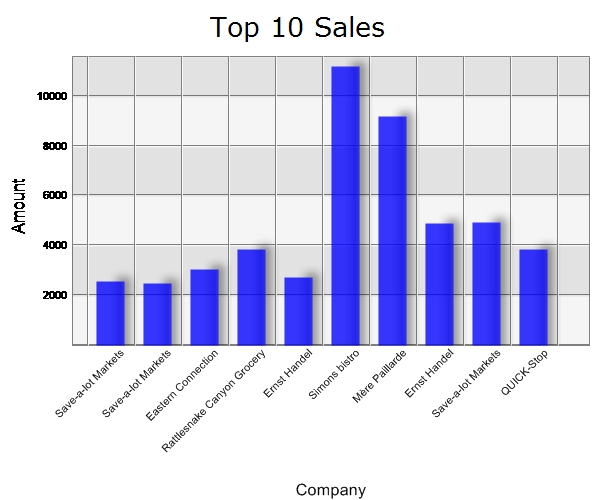 Top 10 Sales
Amount
10000
8000
6000
4000
2000
Save-a-lot Markets
Save-a-lot Markets
Eastern Connection
Rattlesnake Canyon Grocery
Ernst Handel
Simons bistro
Mère Paillarde
Ernst Handel
Save-a-lot Markets
QUICK-Stop
Company